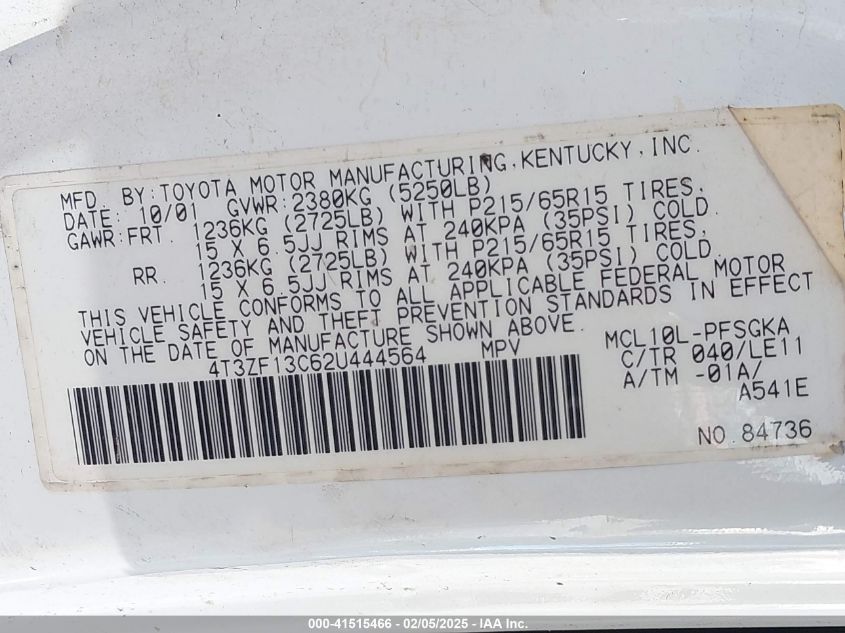 MFD. BY: TOYOTA MOTOR MANUFACTURING, KENTUCKY, INC.
DATE: 10/01 GVWR: 2380KG (5250LB)
GAWR: FRT. 1236KG (2725LB) WITH P215/65R15 TIRES,
15 X 6.5JJ RIMS AT 240KPA (35PSI) COLD.
RR. 1236KG (2725LB) WITH P215/65R15 TIRES,
15 X 6.5JJ RIMS AT 240KPA (35PSI) COLD.
THIS VEHICLE CONFORMS TO ALL APPLICABLE FEDERAL MOTOR
VEHICLE SAFETY AND THEFT PREVENTION STANDARDS IN EFFECT
ON THE DATE OF MANUFACTURE SHOWN ABOVE.
4T3ZF13C62U444564 MPV
MCL10L-PFSGKA
C/TR 040/LE11
A/TM -01A/
A541E
NO. 84736
000-41515466 - 02/05/2025 - IAA Inc.